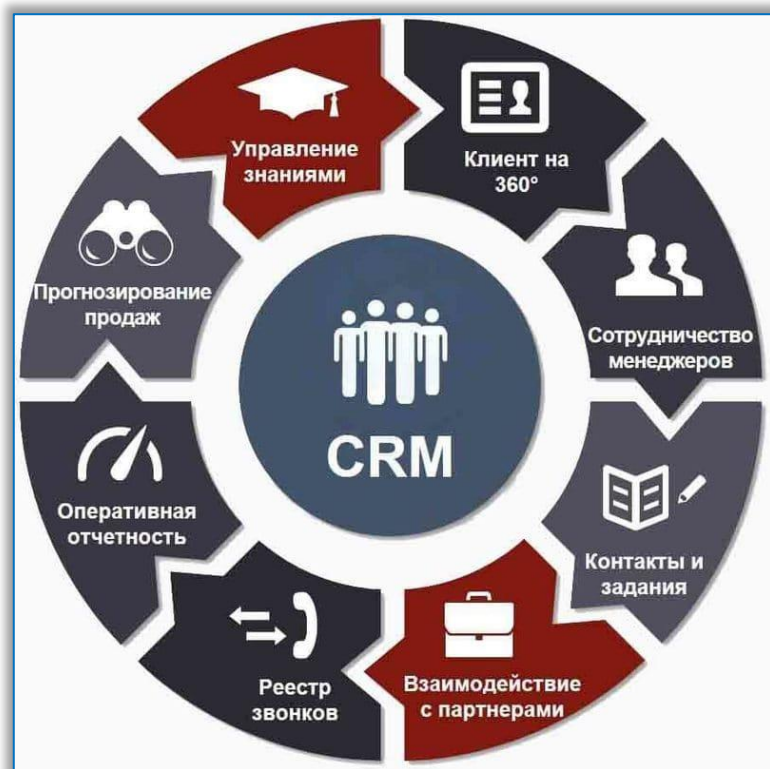 Управление
знаниями
Клиент на
360°
Сотрудничество
менеджеров
Контакты и
задания
Взаимодействие
с партнерами
Реестр
звонков
Оперативная
отчетность
Прогнозирование
продаж
CRM